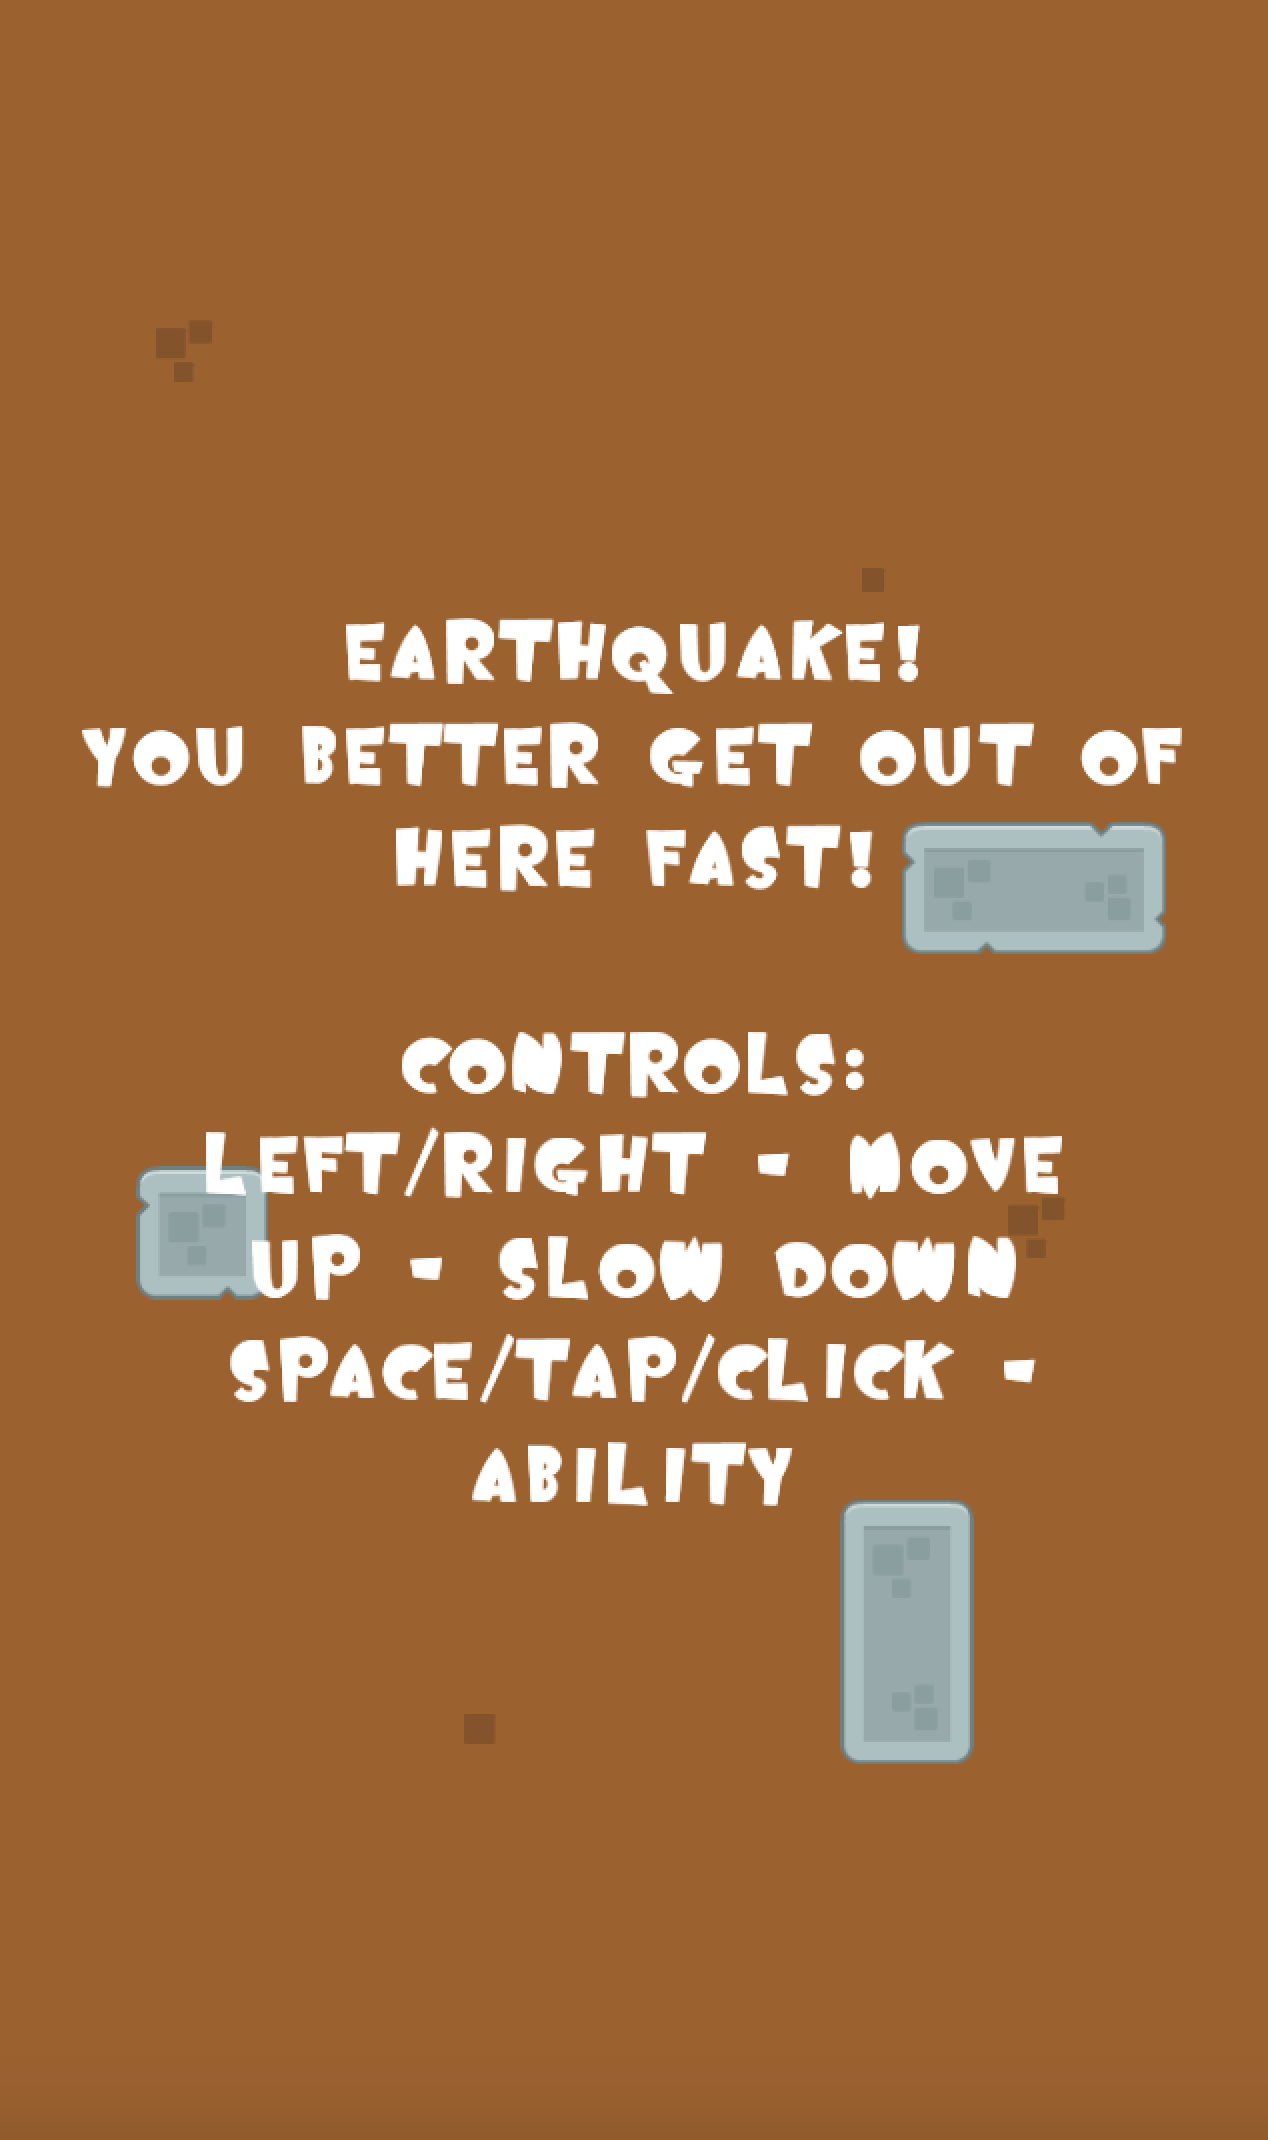 EARTHQUAKE!
YOU BETTER GET OUT OF
HERE FAST!
CONTROLS:
LEFT/RIGHT - MOVE
UP - SLOW DOWN
SPACE/TAP/CLICK -
ABILITY